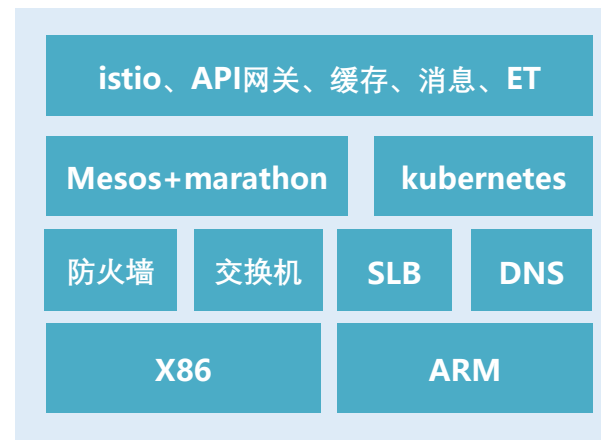 istio、API网关、缓存、消息、ET
Mesos+marathon
kubernetes
防火墙
交换机
SLB
DNS
X86
ARM